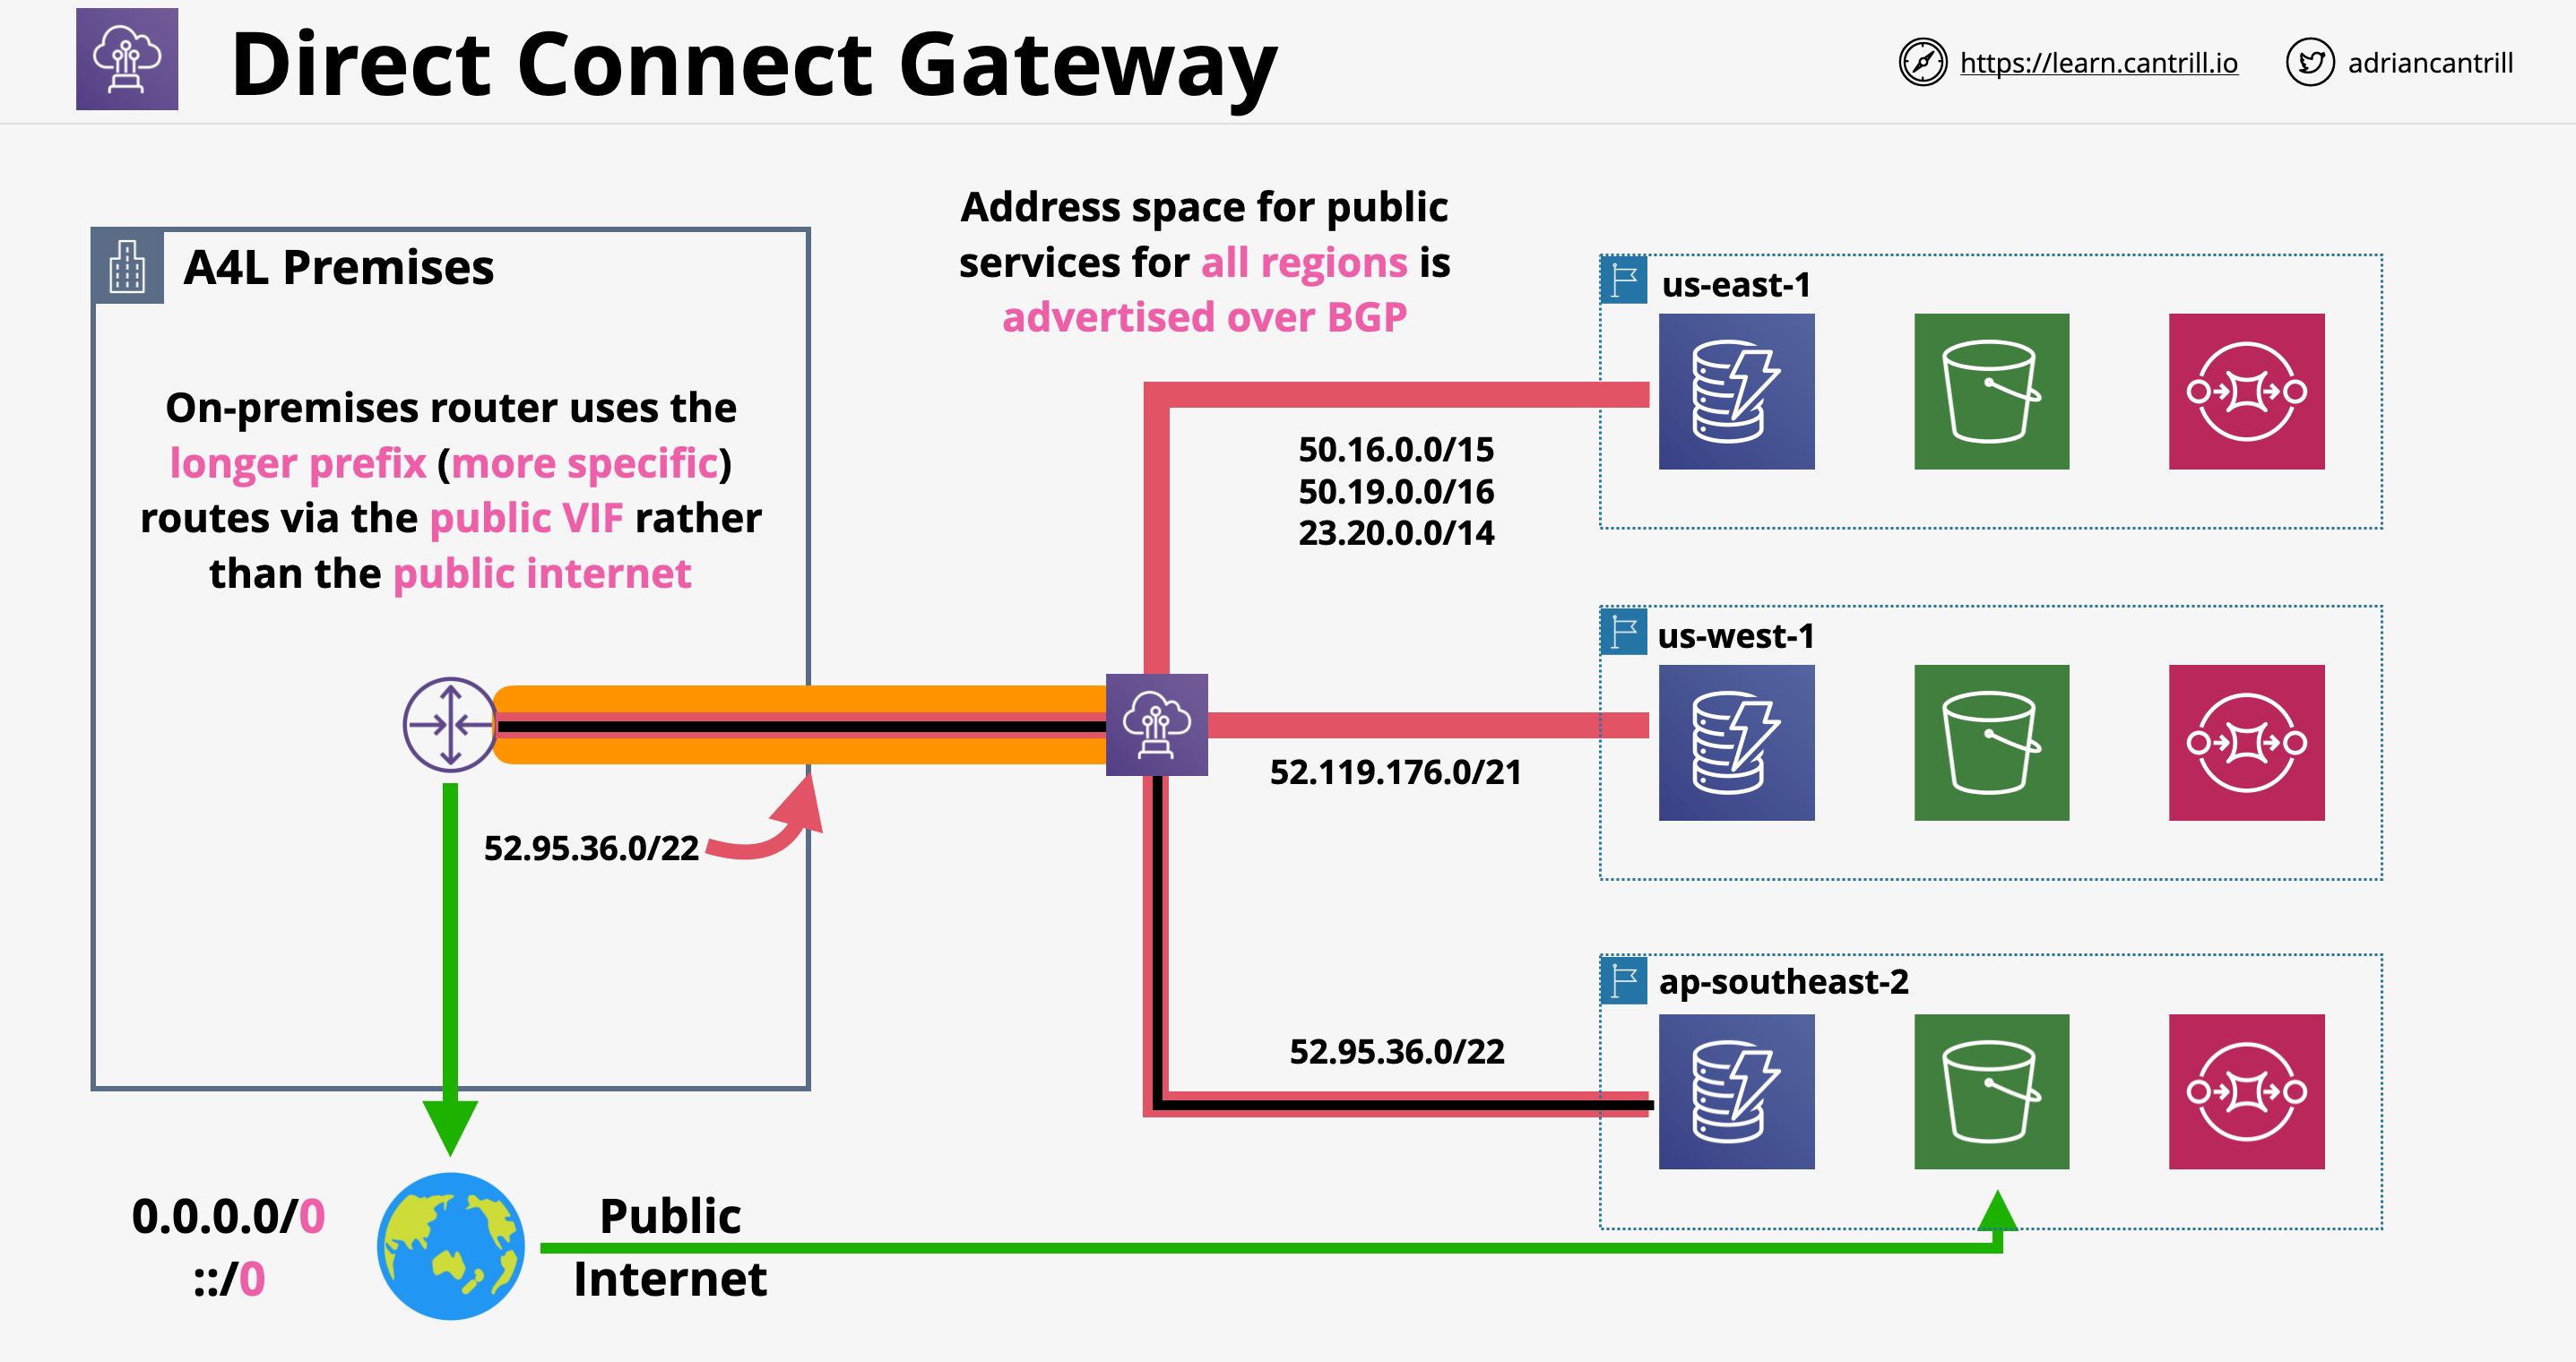 Direct Connect Gateway
https://learn.cantrill.io
adriancantrill
A4L Premises
On-premises router uses the
longer prefix (more specific)
routes via the public VIF rather
than the public internet
Address space for public
services for all regions is
advertised over BGP
us-east-1
50.16.0.0/15
50.19.0.0/16
23.20.0.0/14
us-west-1
52.119.176.0/21
52.95.36.0/22
ap-southeast-2
52.95.36.0/22
0.0.0.0/0
::/0
Public
Internet